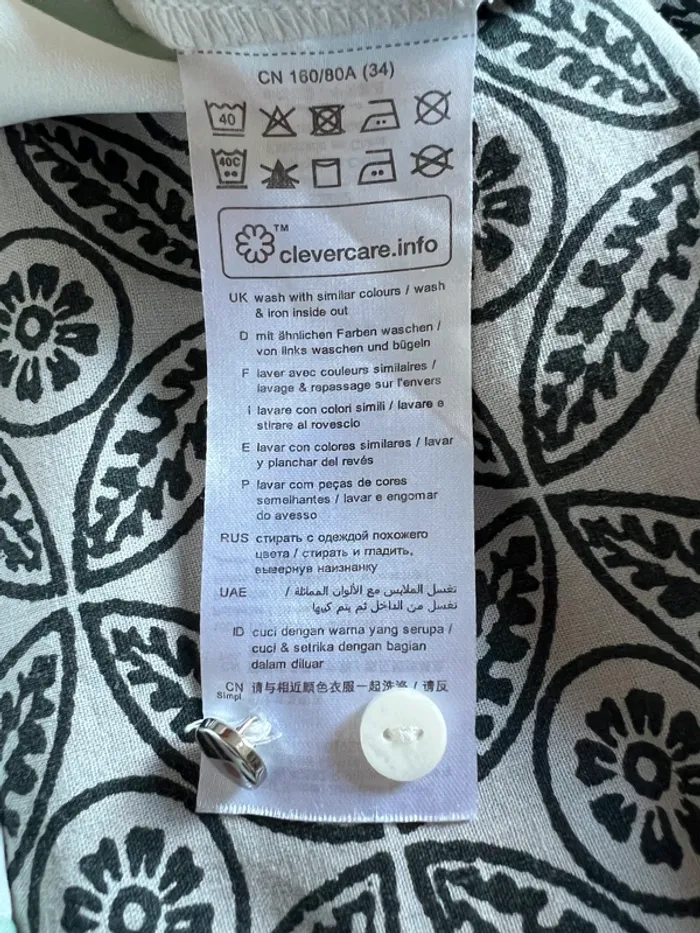 CN 160/80A (34)
40
40C
clevercare.info™
UK wash with similar colours / wash
& iron inside out
D mit ähnlichen Farben waschen /
von links waschen und bügeln
F laver avec couleurs similaires /
lavage & repassage sur l'envers
I lavare con colori simili / lavare e
stirare al rovescio
E lavar con colores similares / lavar
y planchar del revés
P lavar com peças de cores
semelhantes / lavar e engomar
do avesso
RUS стирать с одеждой похожего
цвета / стирать и гладить,
вывернув наизнанку
UAE تغسل الملابس مع الألوان المماثلة /
تغسل من الداخل ثم يتم كيها
ID cuci dengan warna yang serupa /
cuci & setrika dengan bagian
dalam diluar
CN Simpl 请与相近颜色衣服一起洗涤 / 请反